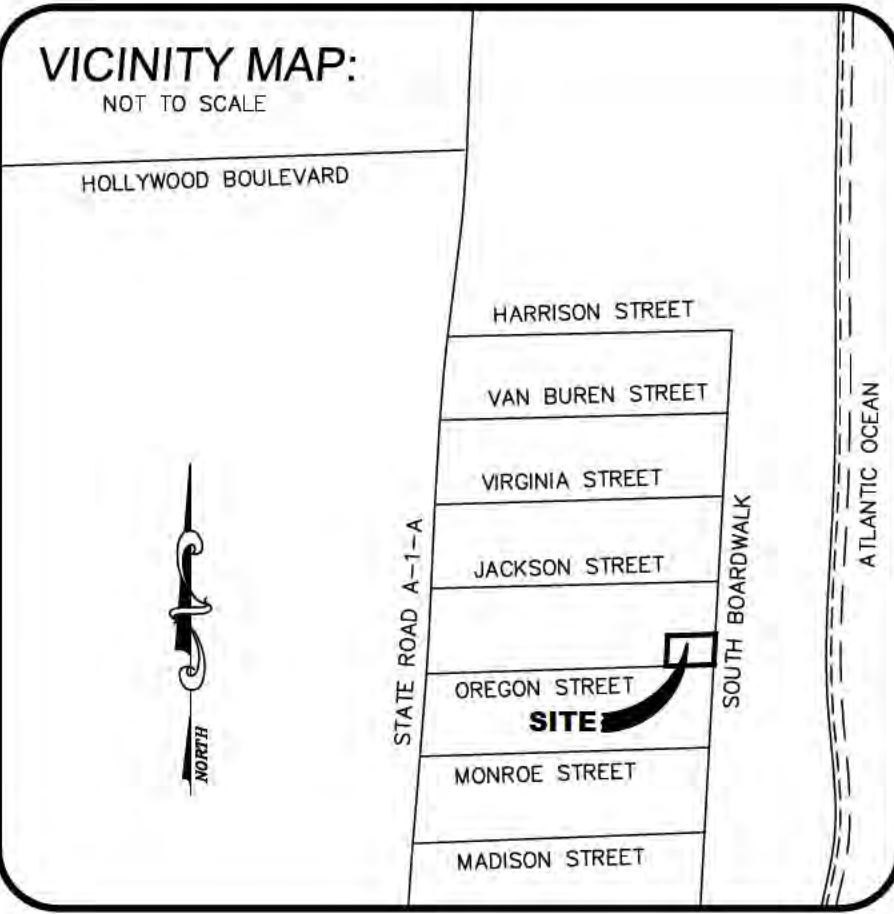 VICINITY MAP:
NOT TO SCALE
HOLLYWOOD BOULEVARD
HARRISON STREET
VAN BUREN STREET
VIRGINIA STREET
JACKSON STREET
STATE ROAD A-1-A
SOUTH BOARDWALK
ATLANTIC OCEAN
OREGON STREET
SITE
MONROE STREET
MADISON STREET
NORTH